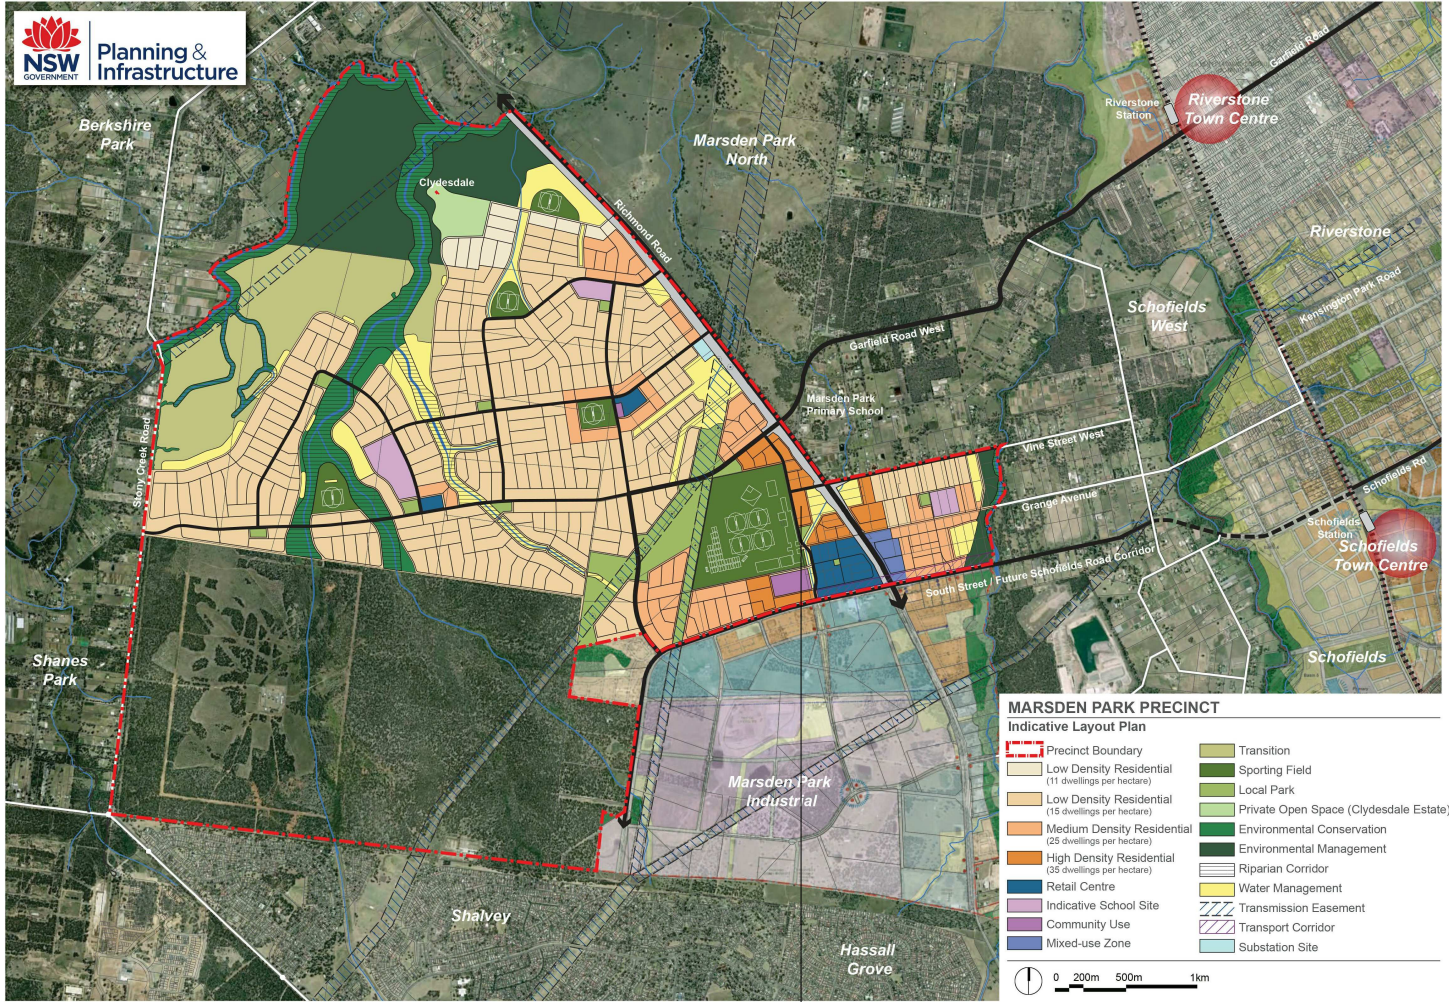 NSW
GOVERNMENT
Planning &
Infrastructure
Berkshire
Park
Clydesdale
Marsden Park
North
Richmond Road
Riverstone
Station
Riverstone
Town Centre
Garfield Road
Riverstone
Kensington Park Road
Schofields
West
Garfield Road West
Marsden Park
Primary School
Vine Street West
Grange Avenue
Schofields Rd
Schofields
Station
Schofields
Town Centre
South Street / Future Schofields Road Corridor
Stony Creek Road
Shanes
Park
Schofields
Marsden Park
Industrial
Shalvey
Hassall
Grove
MARSDEN PARK PRECINCT
Indicative Layout Plan
Precinct Boundary
Low Density Residential
(11 dwellings per hectare)
Low Density Residential
(15 dwellings per hectare)
Medium Density Residential
(25 dwellings per hectare)
High Density Residential
(35 dwellings per hectare)
Retail Centre
Indicative School Site
Community Use
Mixed-use Zone
Transition
Sporting Field
Local Park
Private Open Space (Clydesdale Estate)
Environmental Conservation
Environmental Management
Riparian Corridor
Water Management
Transmission Easement
Transport Corridor
Substation Site
0 200m 500m 1km